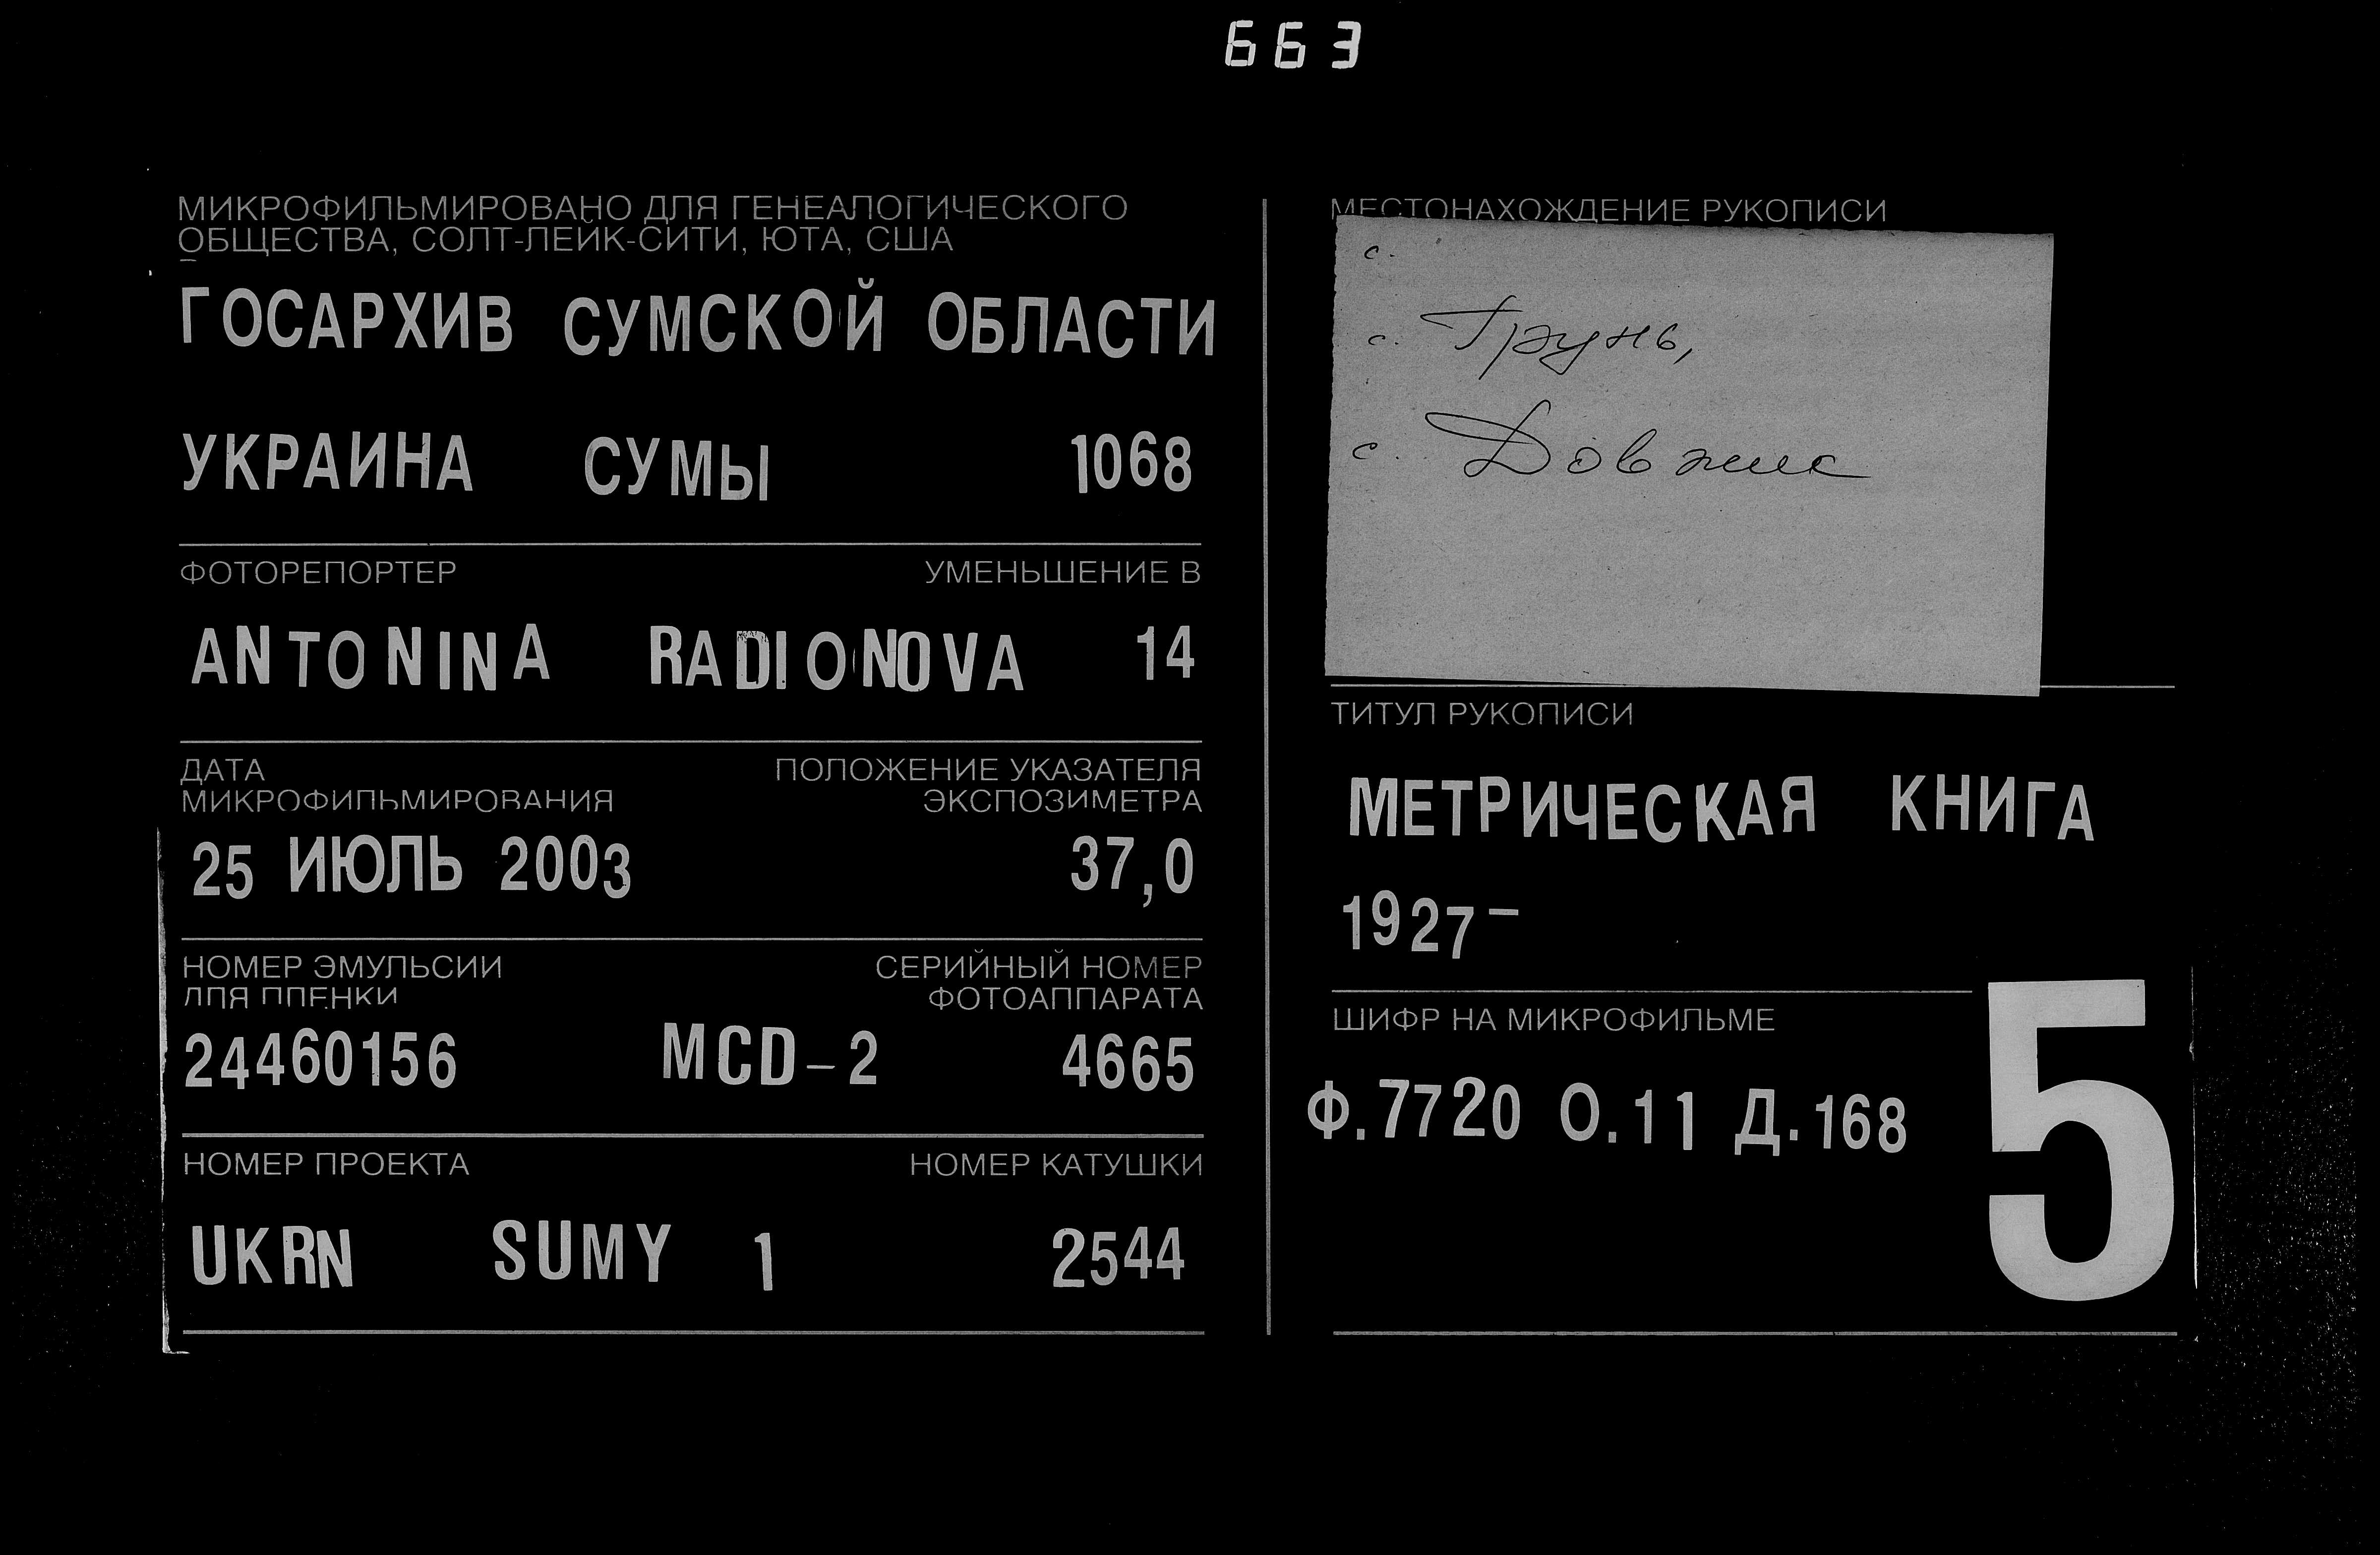 663
МИКРОФИЛЬМИРОВАНО ДЛЯ ГЕНЕАЛОГИЧЕСКОГО
ОБЩЕСТВА, СОЛТ-ЛЕЙК-СИТИ, ЮТА, США
ГОСАРХИВ СУМСКОЙ ОБЛАСТИ
УКРАИНА СУМЫ 1068
ФОТОРЕПОРТЕР УМЕНЬШЕНИЕ В
ANTONINA RADIONOVA 14
ДАТА ПОЛОЖЕНИЕ УКАЗАТЕЛЯ
МИКРОФИЛЬМИРОВАНИЯ ЭКСПОЗИМЕТРА
25 ИЮЛЬ 2003 37,0
НОМЕР ЭМУЛЬСИИ СЕРИЙНЫЙ НОМЕР
ДЛЯ ПЛЕНКИ ФОТОАППАРАТА
24460156 MCD-2 4665
НОМЕР ПРОЕКТА НОМЕР КАТУШКИ
UKRN SUMY 1 2544
МЕСТОНАХОЖДЕНИЕ РУКОПИСИ
с.
с. Грунь,
с. Довжик
ТИТУЛ РУКОПИСИ
МЕТРИЧЕСКАЯ КНИГА
1927-
ШИФР НА МИКРОФИЛЬМЕ
Ф.7720 О.11 Д.168
5